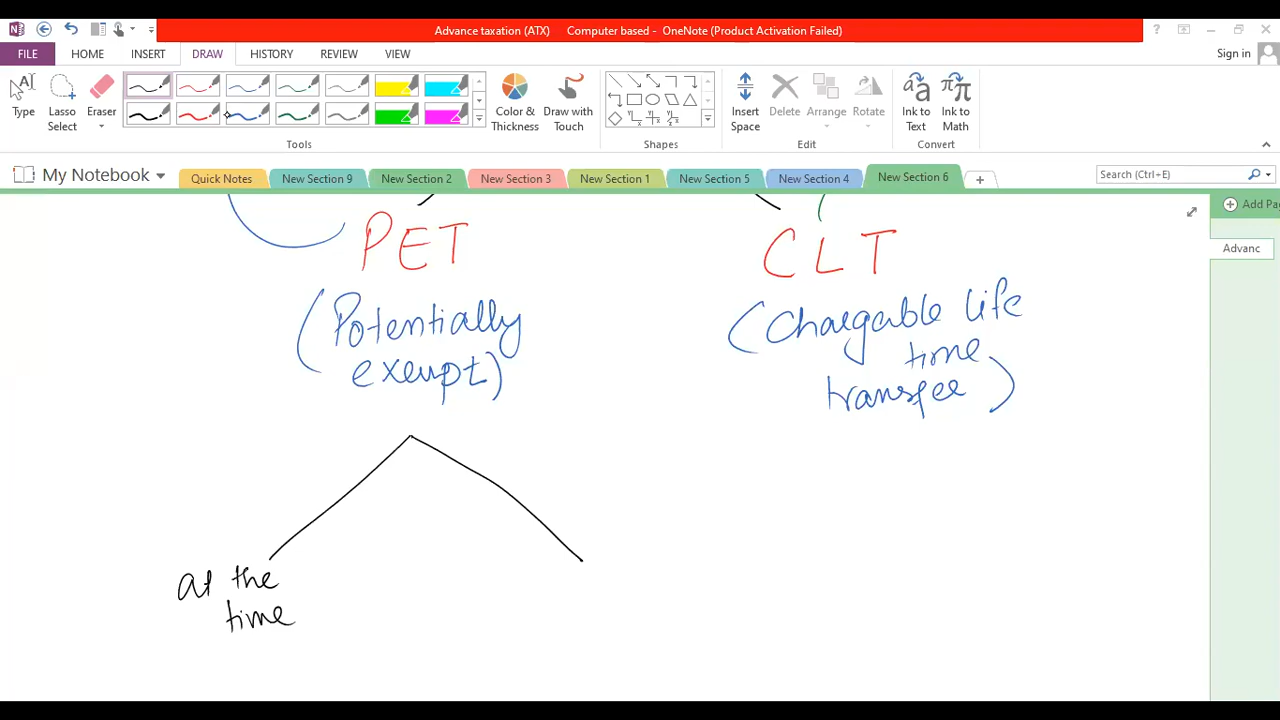 Advance taxation (ATX) Computer based - OneNote (Product Activation Failed)
Sign in
FILE HOME INSERT DRAW HISTORY REVIEW VIEW
Type
Lasso Select
Eraser
Color & Thickness
Draw with Touch
Insert Space
Delete
Arrange
Rotate
Ink to Text
Ink to Math
Tools
Shapes
Edit
Convert
My Notebook
Quick Notes
New Section 9
New Section 2
New Section 3
New Section 1
New Section 5
New Section 4
New Section 6
Search (Ctrl+E)
Add Pag
Advanc
PET
(Potentially
exempt)
CLT
(Chargable life
time
transfer)
at the
time